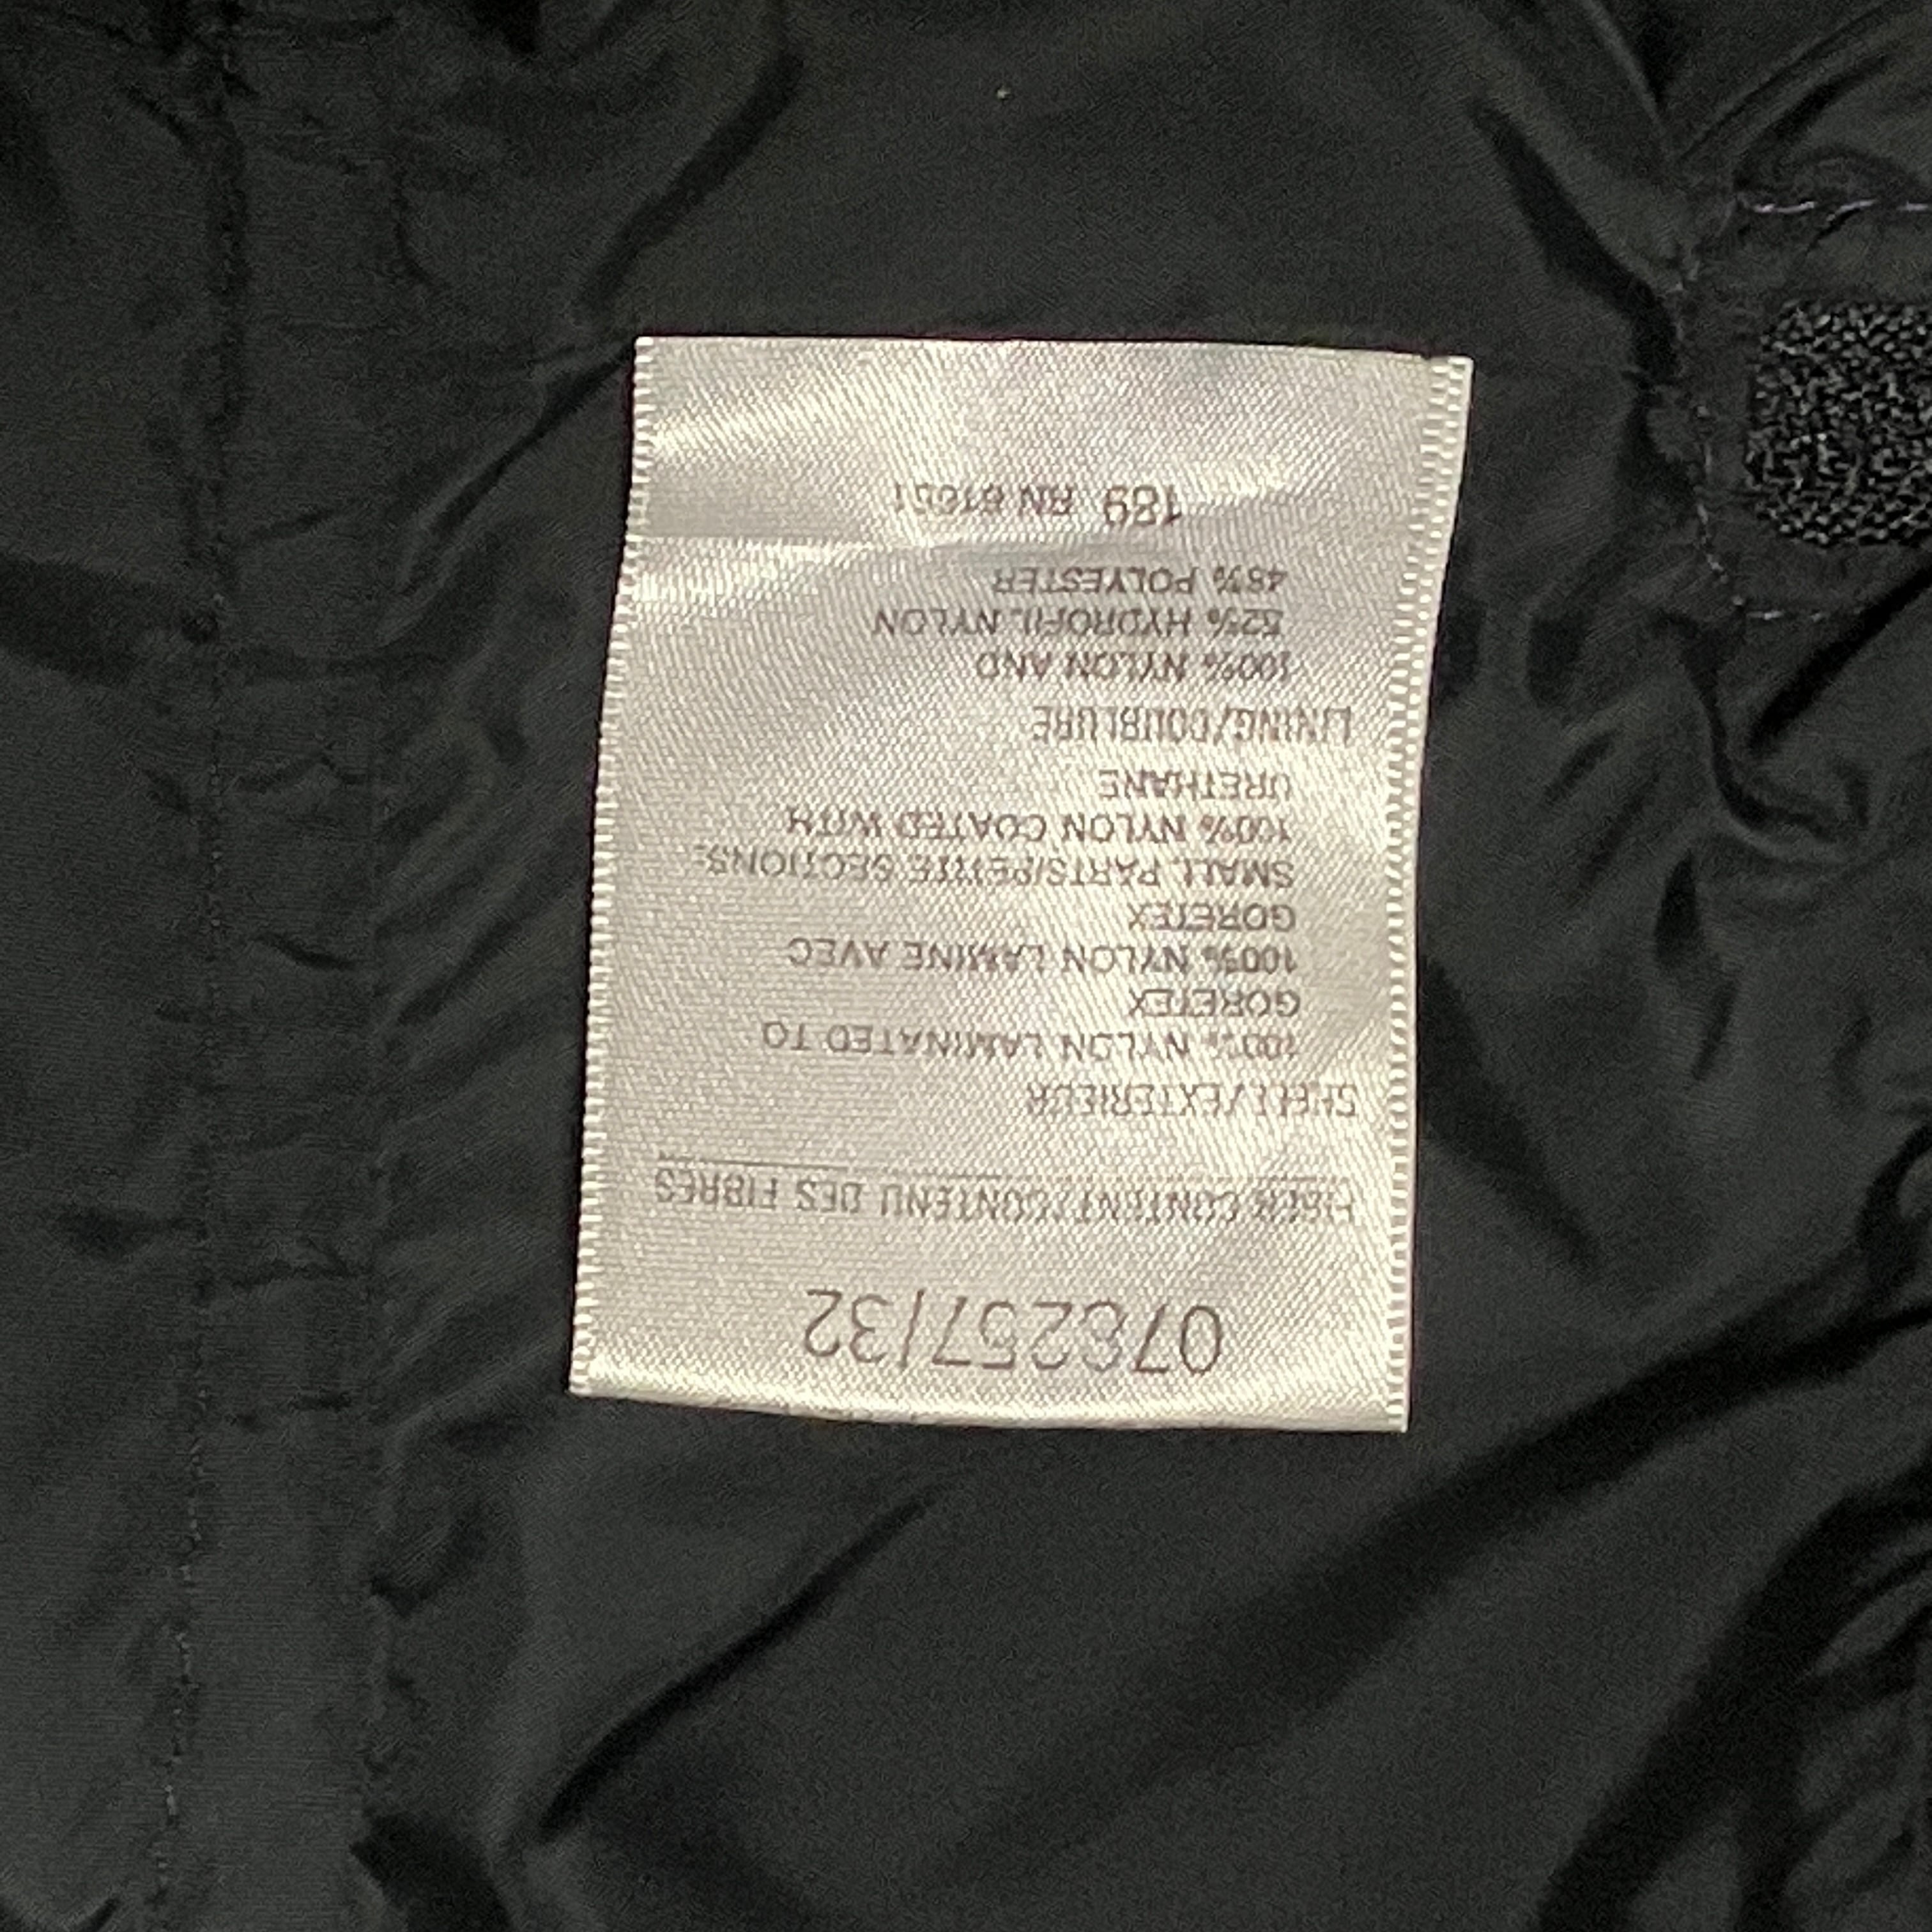 076257/32
FIBER CONTENT/CONTENU DES FIBRES
SHELL/EXTERIEUR
100% NYLON LAMINATED TO
GORETEX
100% NYLON LAMINE AVEC
GORETEX
SMALL PARTS/PETITE SECTIONS:
100% NYLON COATED WITH
URETHANE
LINING/DOUBLURE
100% NYLON AND
52% HYDROFIL NYLON
48% POLYESTER
189 RN